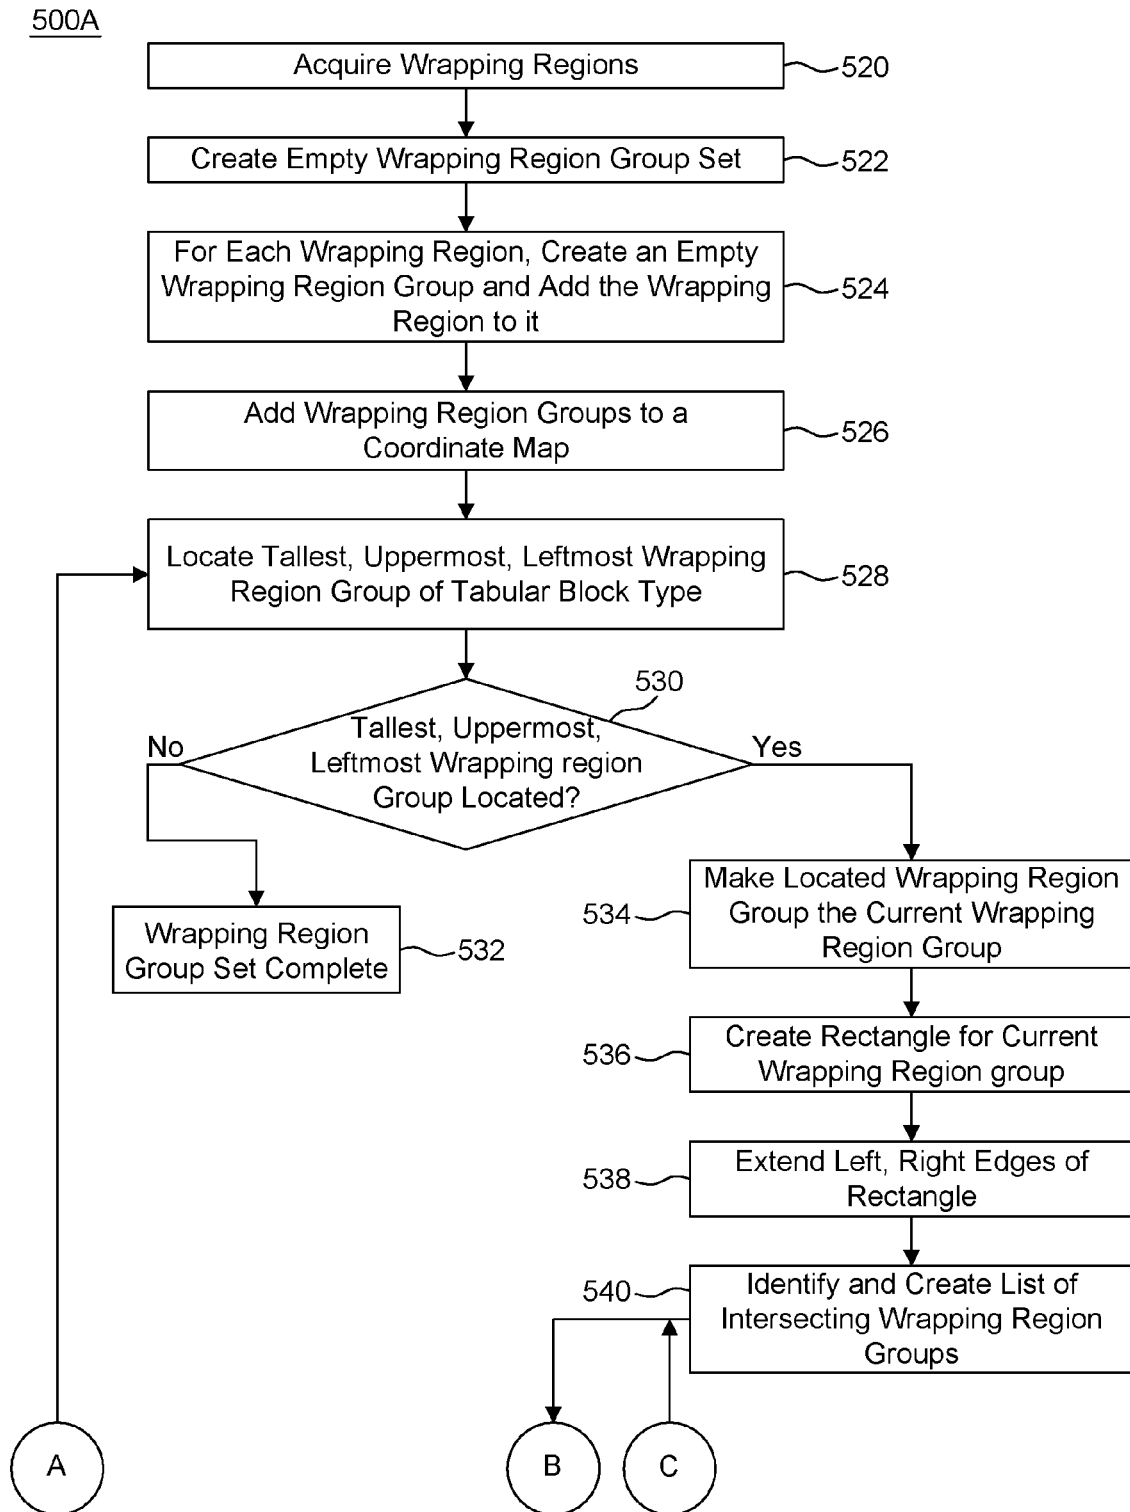 500A
Acquire Wrapping Regions
520
Create Empty Wrapping Region Group Set
522
For Each Wrapping Region, Create an Empty
Wrapping Region Group and Add the Wrapping
Region to it
524
Add Wrapping Region Groups to a
Coordinate Map
526
Locate Tallest, Uppermost, Leftmost Wrapping
Region Group of Tabular Block Type
528
530
Tallest, Uppermost,
Leftmost Wrapping region
Group Located?
No
Yes
Wrapping Region
Group Set Complete
532
Make Located Wrapping Region
Group the Current Wrapping
Region Group
534
Create Rectangle for Current
Wrapping Region group
536
Extend Left, Right Edges of
Rectangle
538
Identify and Create List of
Intersecting Wrapping Region
Groups
540
A
B
C